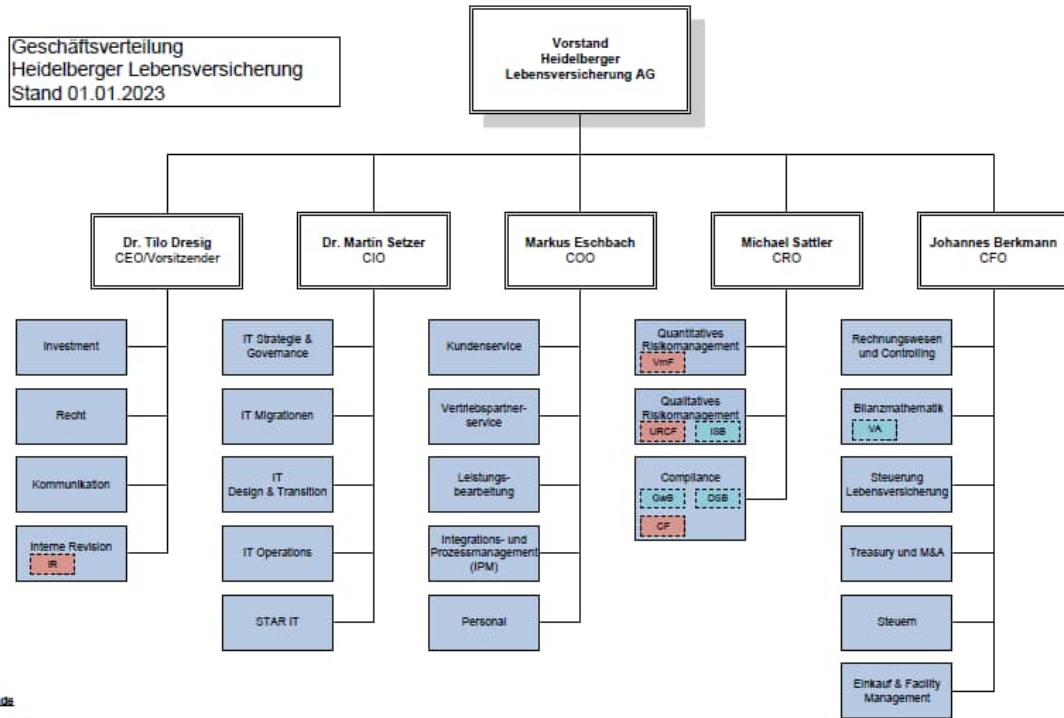 Geschäftsverteilung
Heidelberger Lebensversicherung
Stand 01.01.2023
Vorstand
Heidelberger
Lebensversicherung AG
Dr. Tilo Dresig
CEO/Vorsitzender
Dr. Martin Setzer
CIO
Markus Eschbach
COO
Michael Sattler
CRO
Johannes Berkmann
CFO
Investment
Recht
Kommunikation
Interne Revision
IR
IT Strategie &
Governance
IT Migrationen
IT
Design & Transition
IT Operations
STAR IT
Kundenservice
Vertriebspartner-
service
Leistungs-
bearbeitung
Integrations- und
Prozessmanagement
(IPM)
Personal
Quantitatives
Risikomanagement
VmF
Qualitatives
Risikomanagement
URCF ISB
Compliance
GwB DSB
CF
Rechnungswesen
und Controlling
Bilanzmathematik
VA
Steuerung
Lebensversicherung
Treasury und M&A
Steuern
Einkauf & Facility
Management